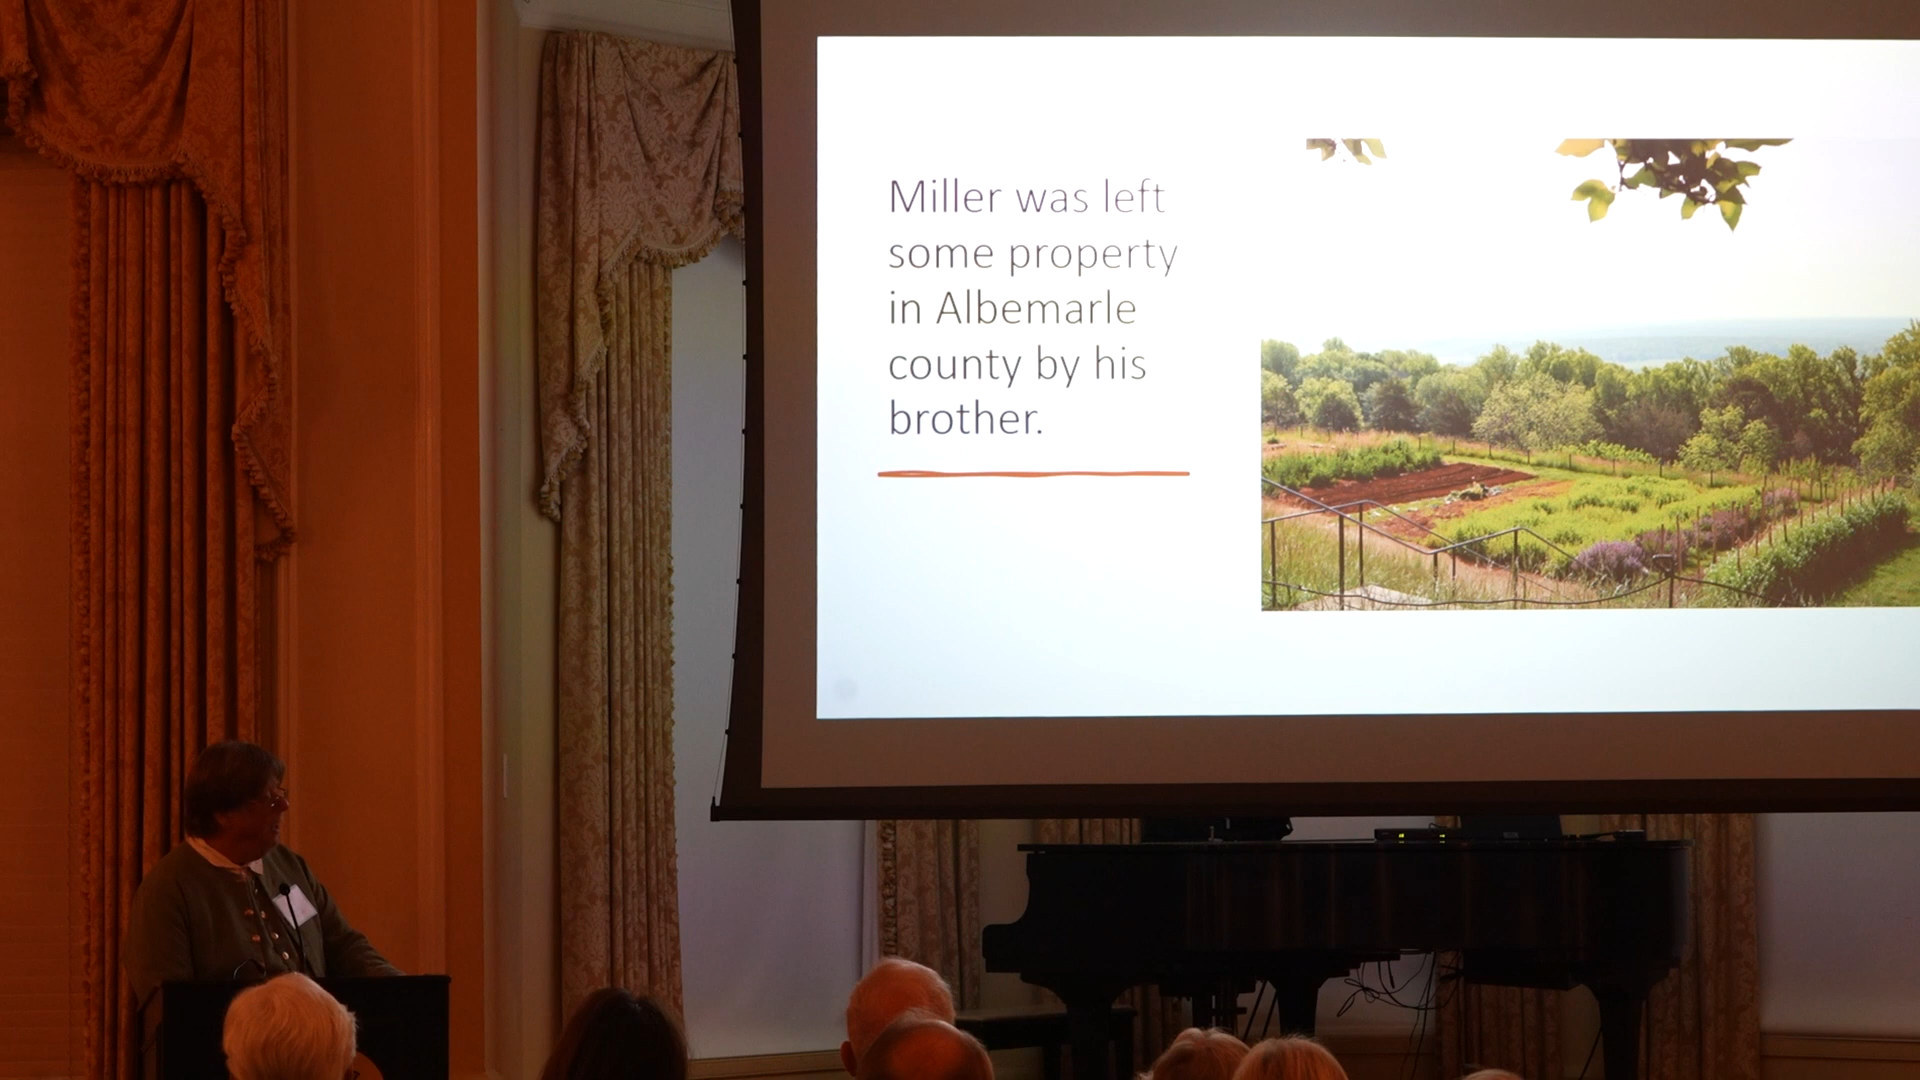 Miller was left
some property
in Albemarle
county by his
brother.